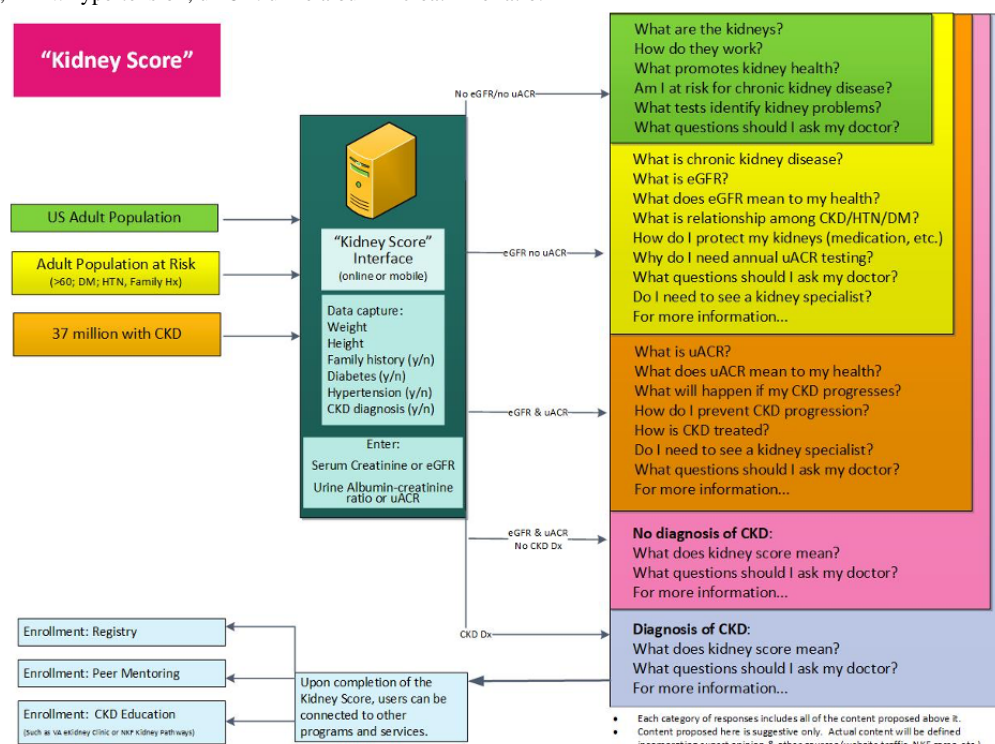 “Kidney Score”
US Adult Population
Adult Population at Risk
(>60; DM; HTN, Family Hx)
37 million with CKD
“Kidney Score”
Interface
(online or mobile)
Data capture:
Weight
Height
Family history (y/n)
Diabetes (y/n)
Hypertension (y/n)
CKD diagnosis (y/n)
Enter:
Serum Creatinine or eGFR
Urine Albumin-creatinine
ratio or uACR
No eGFR/no uACR
What are the kidneys?
How do they work?
What promotes kidney health?
Am I at risk for chronic kidney disease?
What tests identify kidney problems?
What questions should I ask my doctor?
eGFR no uACR
What is chronic kidney disease?
What is eGFR?
What does eGFR mean to my health?
What is relationship among CKD/HTN/DM?
How do I protect my kidneys (medication, etc.)
Why do I need annual uACR testing?
What questions should I ask my doctor?
Do I need to see a kidney specialist?
For more information...
eGFR & uACR
What is uACR?
What does uACR mean to my health?
What will happen if my CKD progresses?
How do I prevent CKD progression?
How is CKD treated?
Do I need to see a kidney specialist?
What questions should I ask my doctor?
For more information...
eGFR & uACR
No CKD Dx
No diagnosis of CKD:
What does kidney score mean?
What questions should I ask my doctor?
For more information...
CKD Dx
Diagnosis of CKD:
What does kidney score mean?
What questions should I ask my doctor?
For more information...
Upon completion of the
Kidney Score, users can be
connected to other
programs and services.
Enrollment: Registry
Enrollment: Peer Mentoring
Enrollment: CKD Education
(Such as VA eKidney Clinic or NKF Kidney Pathways)
• Each category of responses includes all of the content proposed above it.
• Content proposed here is suggestive only. Actual content will be defined